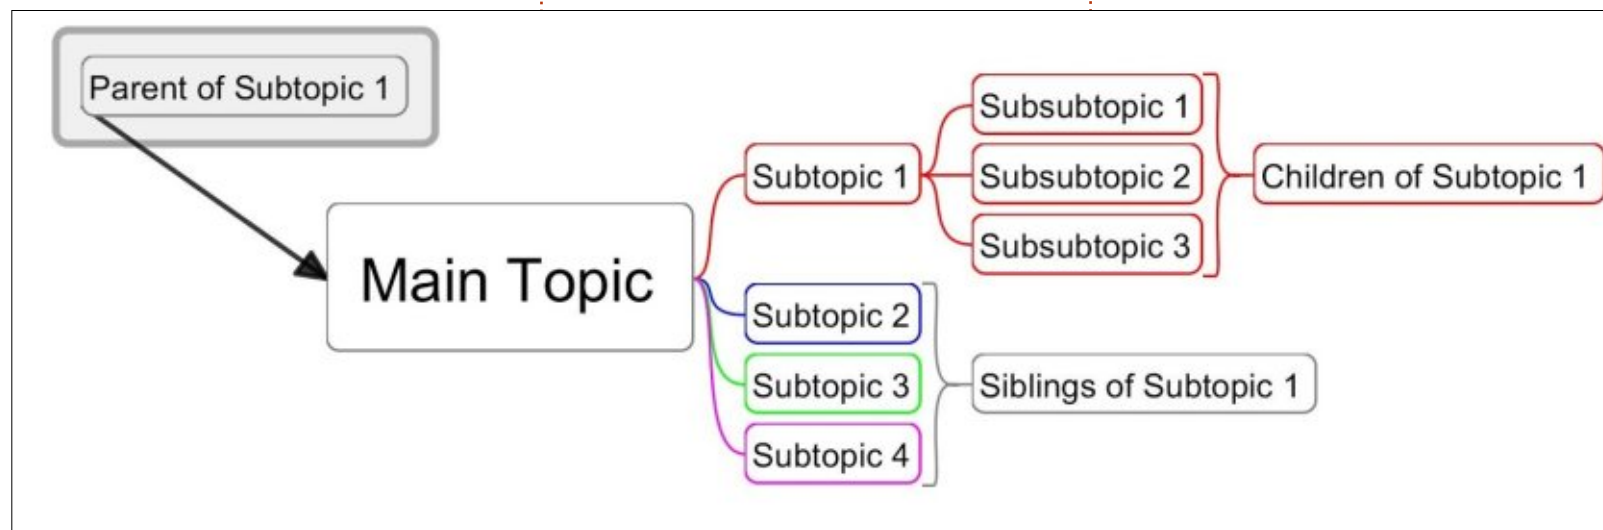 Parent of Subtopic 1
Main Topic
Subtopic 1
Subsubtopic 1
Subsubtopic 2
Subsubtopic 3
Children of Subtopic 1
Subtopic 2
Subtopic 3
Subtopic 4
Siblings of Subtopic 1